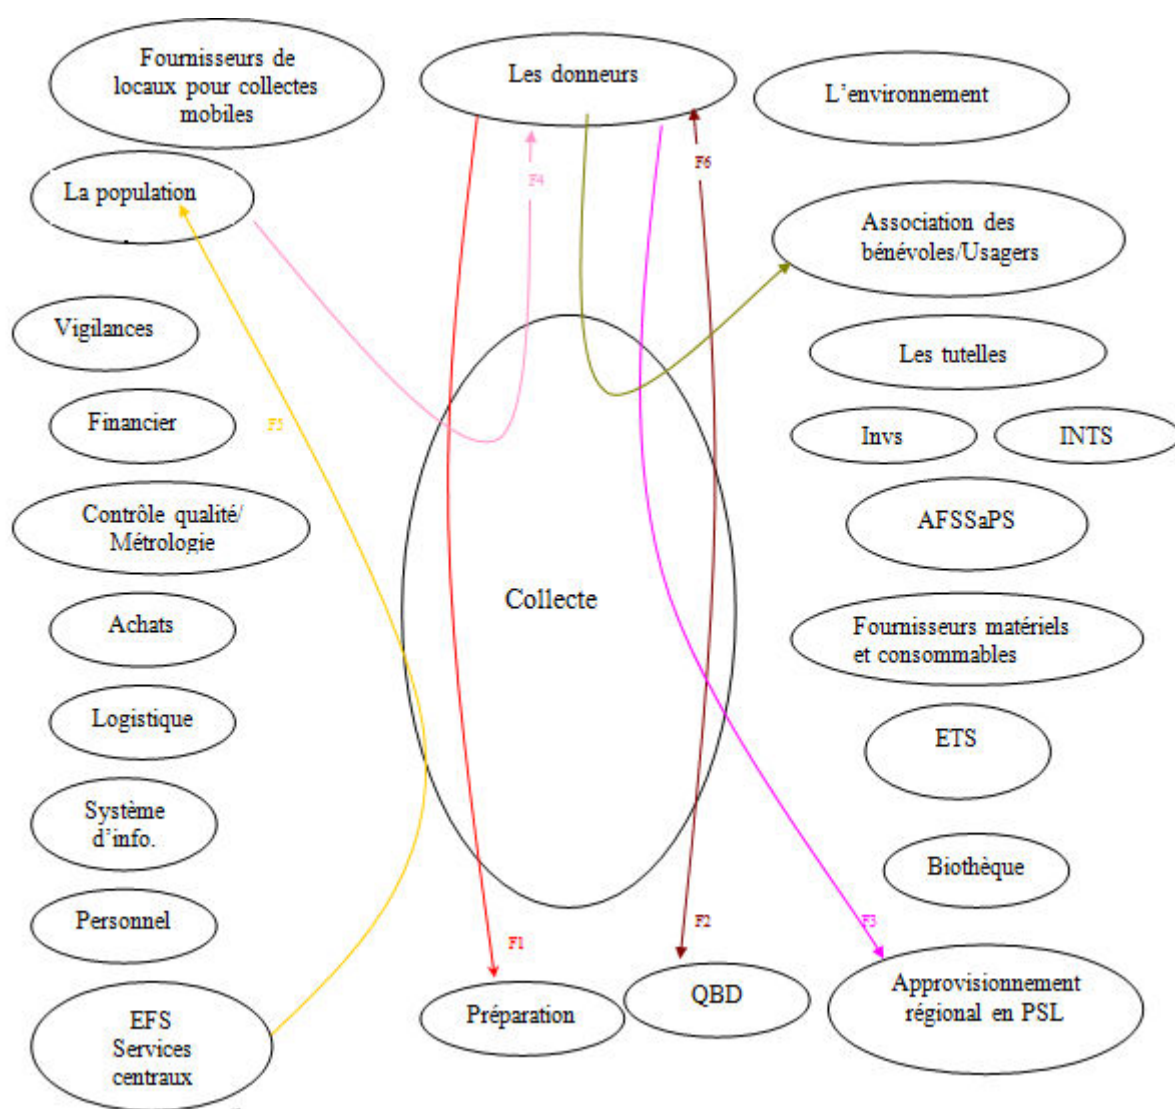 Fournisseurs de
locaux pour collectes
mobiles
Les donneurs
L'environnement
La population
.
F4
F6
Association des
bénévoles/Usagers
Vigilances
Les tutelles
Financier
F5
Invs
INTS
Contrôle qualité/
Métrologie
AFSSaPS
Collecte
Achats
Fournisseurs matériels
et consommables
Logistique
ETS
Système
d'info.
Biothèque
Personnel
F1
F2
F3
EFS
Services
centraux
Préparation
QBD
Approvisionnement
régional en PSL